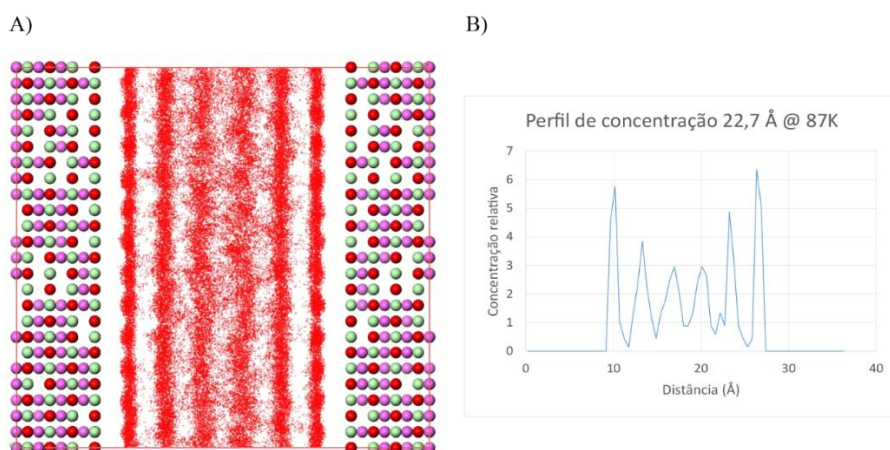 A)
B)
Perfil de concentração 22,7 Å @ 87K
Concentração relativa
7
6
5
4
3
2
1
0
0
10
20
30
40
Distância (Å)